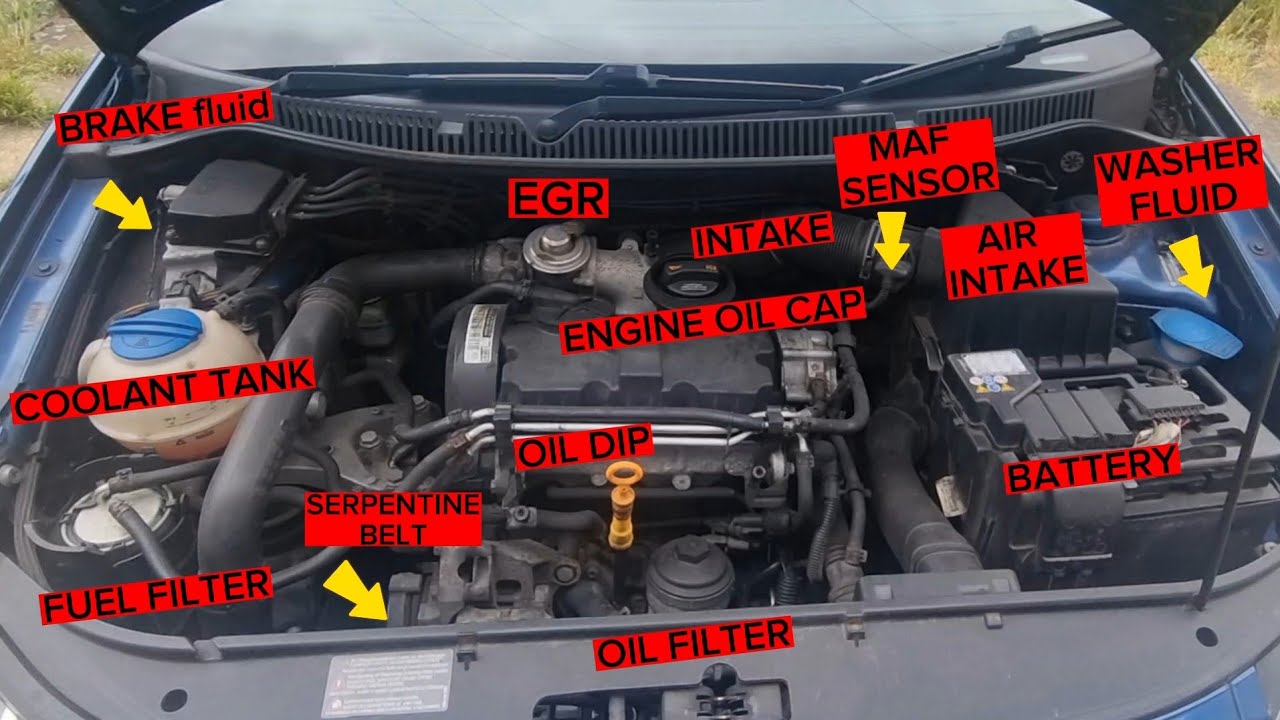 BRAKE fluid
EGR
MAF
SENSOR
WASHER
FLUID
INTAKE
AIR
INTAKE
ENGINE OIL CAP
COOLANT TANK
OIL DIP
BATTERY
SERPENTINE
BELT
FUEL FILTER
OIL FILTER